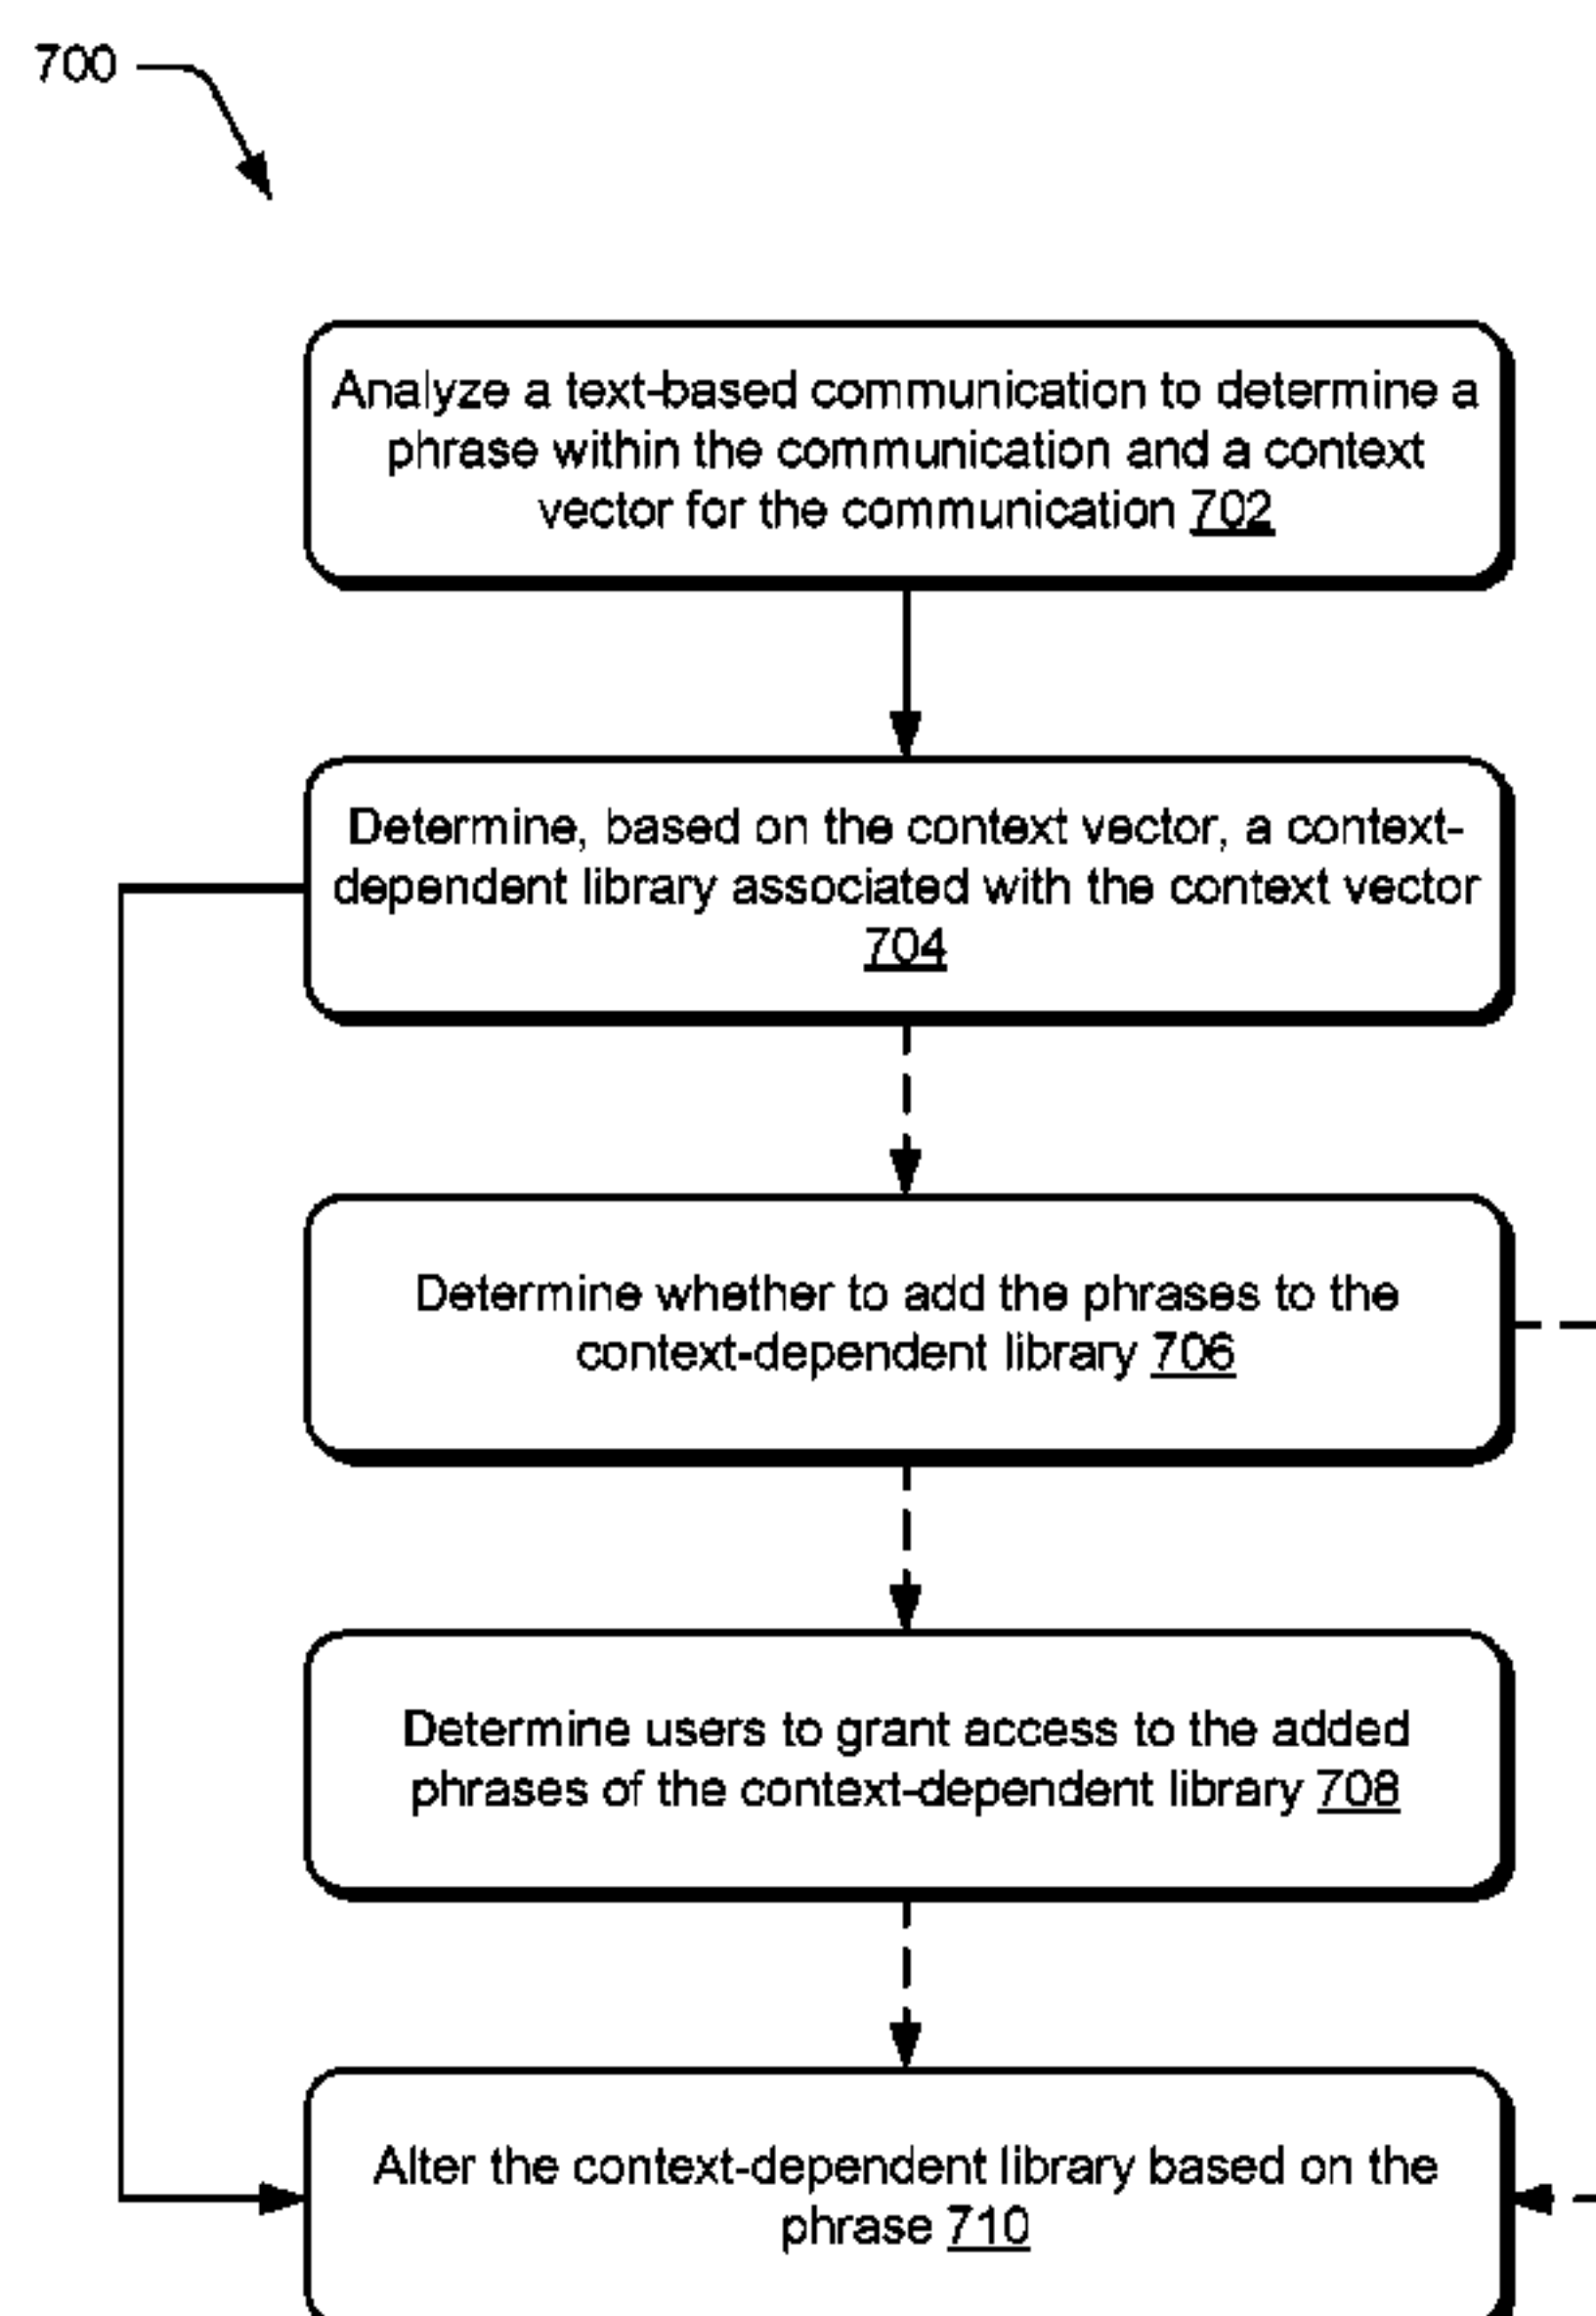 700
Analyze a text-based communication to determine a
phrase within the communication and a context
vector for the communication 702
Determine, based on the context vector, a context-
dependent library associated with the context vector
704
Determine whether to add the phrases to the
context-dependent library 706
Determine users to grant access to the added
phrases of the context-dependent library 708
Alter the context-dependent library based on the
phrase 710